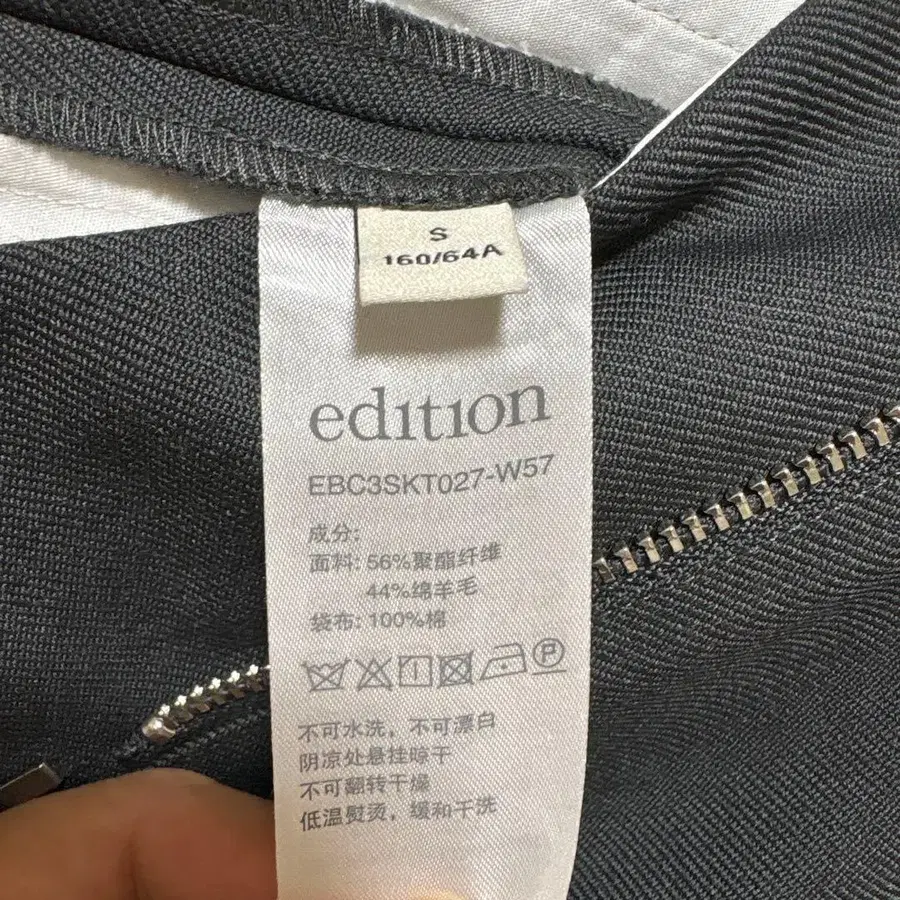 S
160/64A
edition
EBC3SKT027-W57
成分:
面料: 56%聚酯纤维
44%绵羊毛
袋布: 100%棉
P
不可水洗，不可漂白
阴凉处悬挂晾干
不可翻转干燥
低温熨烫，缓和干洗